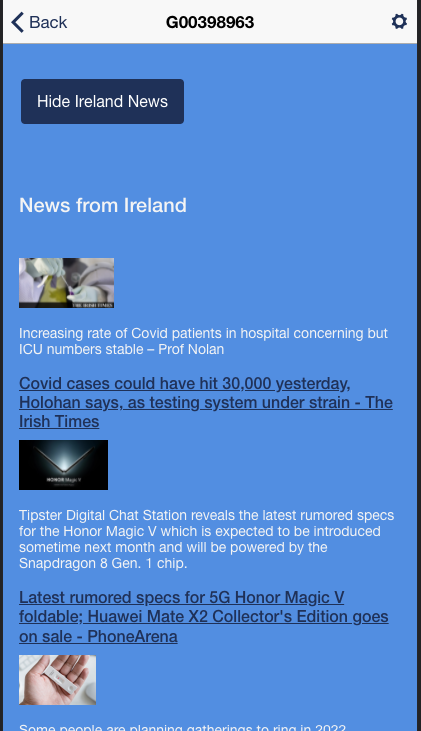 Back
G00398963
Hide Ireland News
News from Ireland
THE IRISH TIMES
Increasing rate of Covid patients in hospital concerning but
ICU numbers stable – Prof Nolan
Covid cases could have hit 30,000 yesterday,
Holohan says, as testing system under strain - The
Irish Times
HONOR Magic V
Tipster Digital Chat Station reveals the latest rumored specs
for the Honor Magic V which is expected to be introduced
sometime next month and will be powered by the
Snapdragon 8 Gen. 1 chip.
Latest rumored specs for 5G Honor Magic V
foldable; Huawei Mate X2 Collector's Edition goes
on sale - PhoneArena
Some people are planning gatherings to ring in 2022